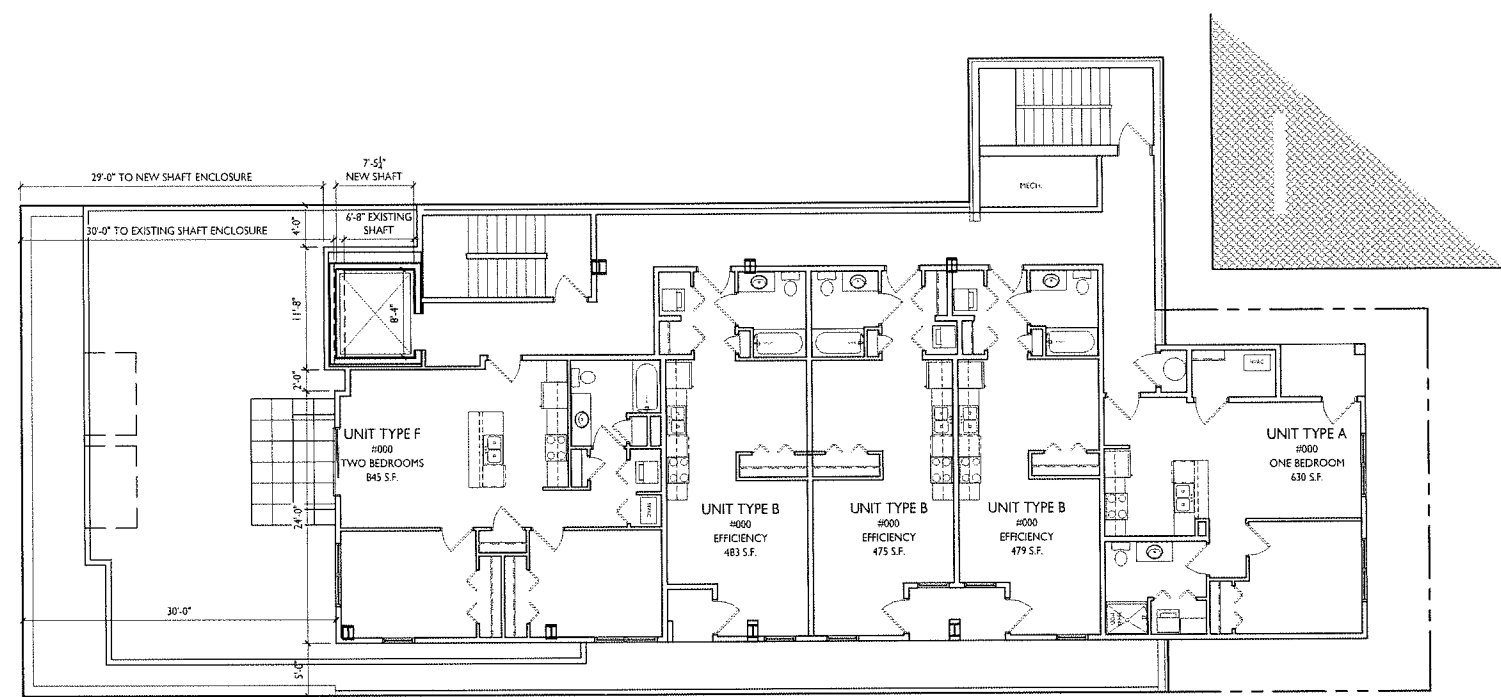 7'-5¼"
29'-0" TO NEW SHAFT ENCLOSURE
NEW SHAFT
MECH.
6'-8" EXISTING
SHAFT
30'-0" TO EXISTING SHAFT ENCLOSURE
4'-0"
11'-8"
8'-4"
2'-0"
HVAC
UNIT TYPE F
#000
TWO BEDROOMS
845 S.F.
UNIT TYPE A
#000
ONE BEDROOM
630 S.F.
HVAC
24'-0"
UNIT TYPE B
#000
EFFICIENCY
483 S.F.
UNIT TYPE B
#000
EFFICIENCY
475 S.F.
UNIT TYPE B
#000
EFFICIENCY
479 S.F.
30'-0"
5'-0"